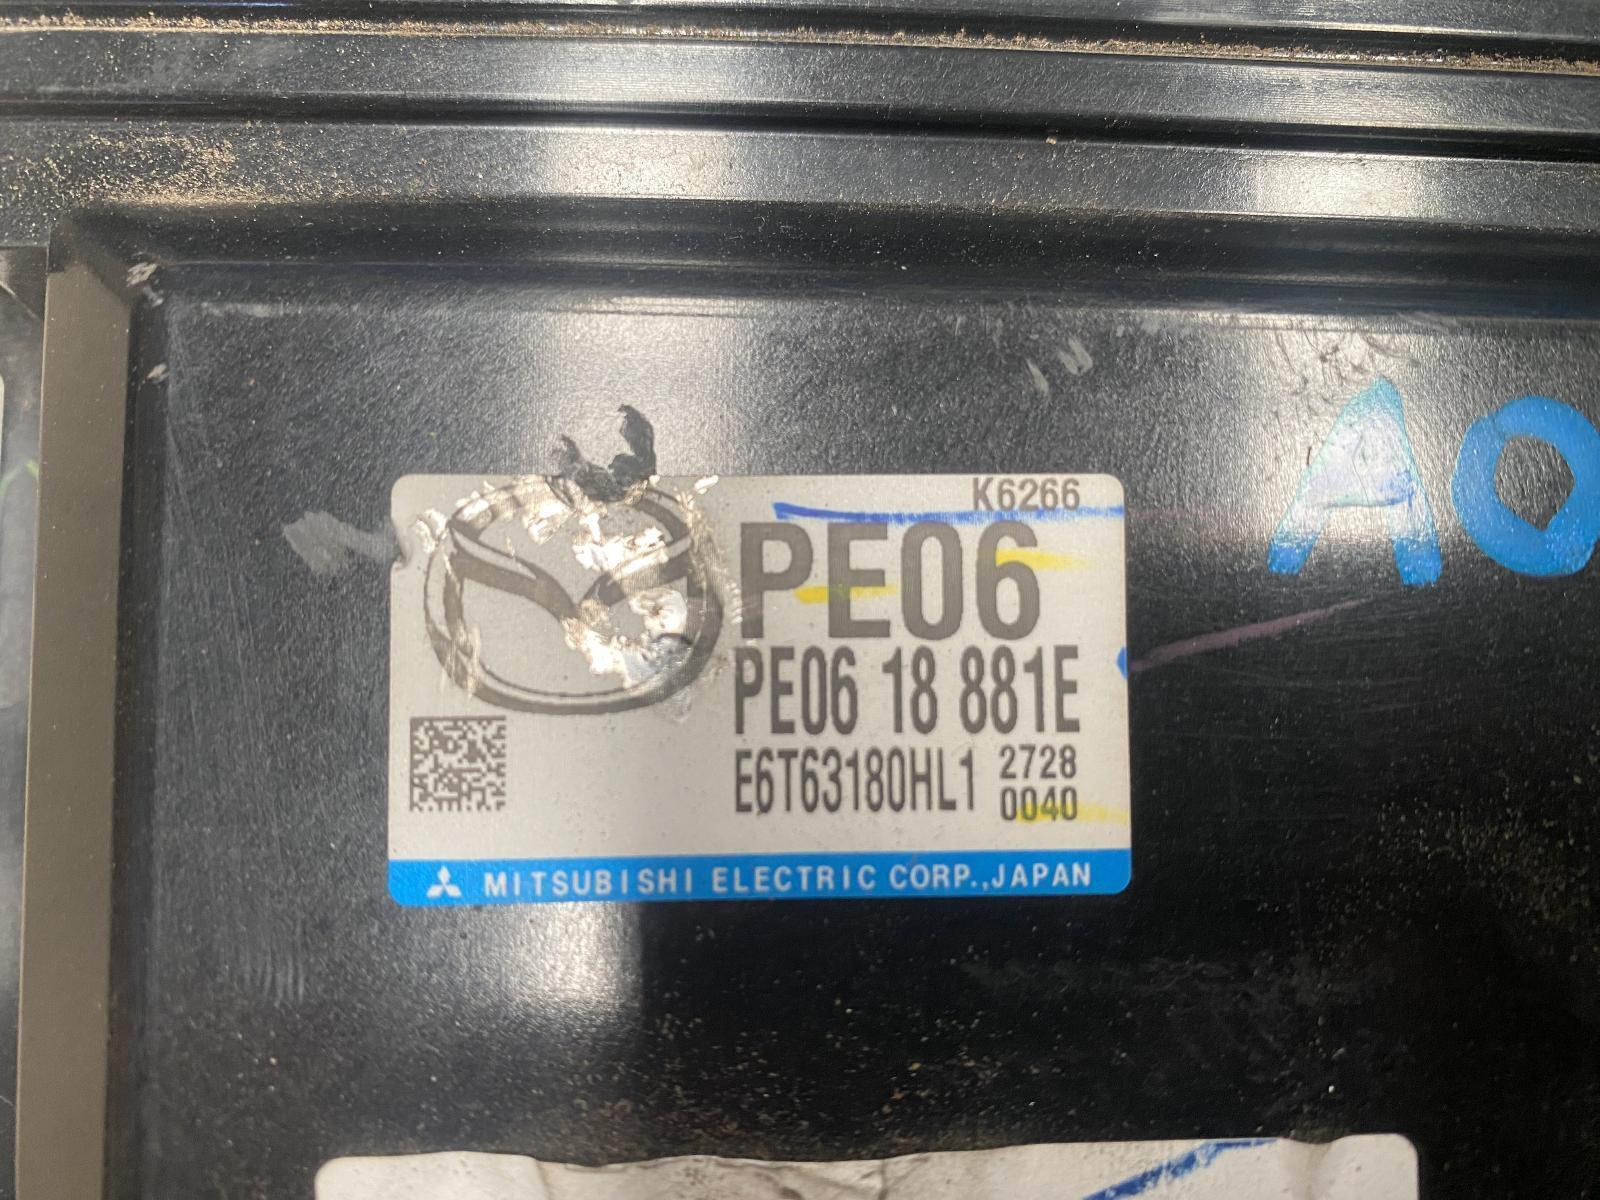 K6266
PE06
PE06 18 881E
E6T63180HL1 2728
0040
MITSUBISHI ELECTRIC CORP.,JAPAN
AO